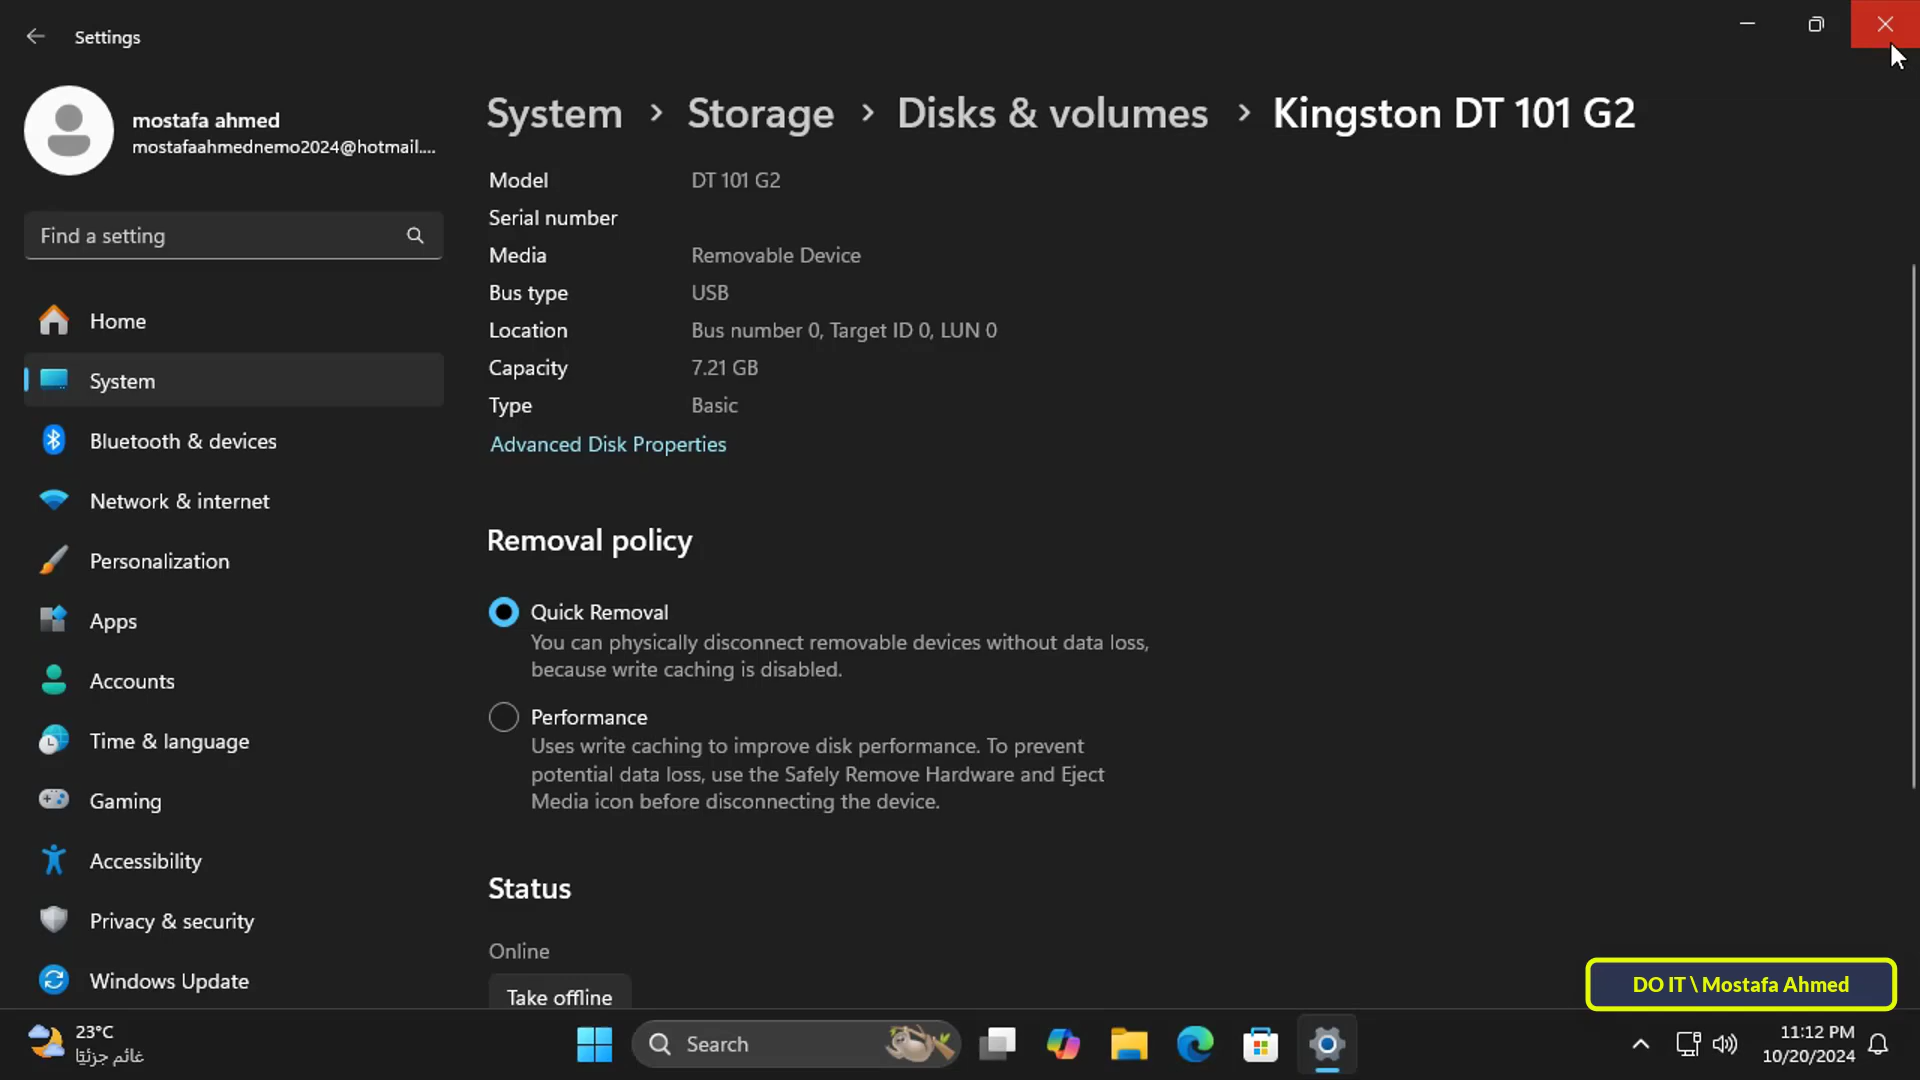 Settings
mostafa ahmed
mostafaahmednemo2024@hotmail....
Find a setting
Home
System
Bluetooth & devices
Network & internet
Personalization
Apps
Accounts
Time & language
Gaming
Accessibility
Privacy & security
Windows Update
System > Storage > Disks & volumes > Kingston DT 101 G2
Model DT 101 G2
Serial number
Media Removable Device
Bus type USB
Location Bus number 0, Target ID 0, LUN 0
Capacity 7.21 GB
Type Basic
Advanced Disk Properties
Removal policy
Quick Removal
You can physically disconnect removable devices without data loss,
because write caching is disabled.
Performance
Uses write caching to improve disk performance. To prevent
potential data loss, use the Safely Remove Hardware and Eject
Media icon before disconnecting the device.
Status
Online
Take offline
DO IT \ Mostafa Ahmed
23°C
غائم جزئيًا
Search
11:12 PM
10/20/2024